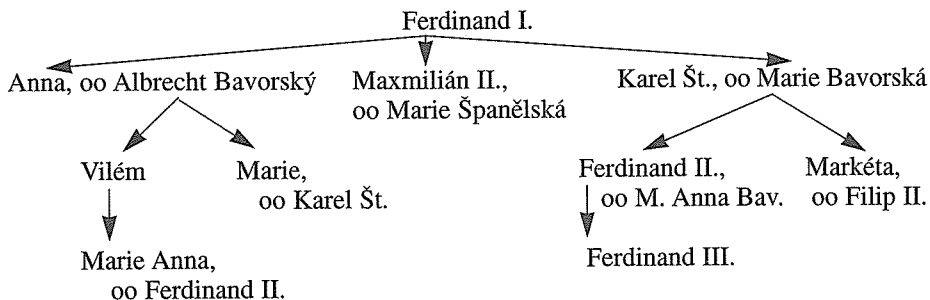 Ferdinand I.
Anna, oo Albrecht Bavorský
Maxmilián II.,
oo Marie Španělská
Karel Št., oo Marie Bavorská
Vilém
Marie,
oo Karel Št.
Ferdinand II.,
oo M. Anna Bav.
Markéta,
oo Filip II.
Marie Anna,
oo Ferdinand II.
Ferdinand III.